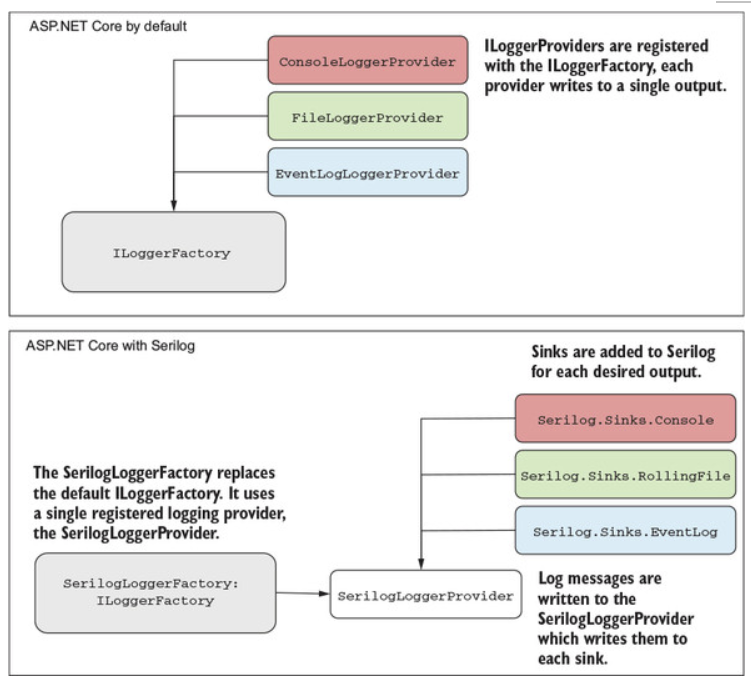 ASP.NET Core by default
ConsoleLoggerProvider
ILoggerProviders are registered
with the ILoggerFactory, each
provider writes to a single output.
FileLoggerProvider
EventLogLoggerProvider
ILoggerFactory
ASP.NET Core with Serilog
Sinks are added to Serilog
for each desired output.
Serilog.Sinks.Console
Serilog.Sinks.RollingFile
Serilog.Sinks.EventLog
The SerilogLoggerFactory replaces
the default ILoggerFactory. It uses
a single registered logging provider,
the SerilogLoggerProvider.
SerilogLoggerFactory:
ILoggerFactory
SerilogLoggerProvider
Log messages are
written to the
SerilogLoggerProvider
which writes them to
each sink.